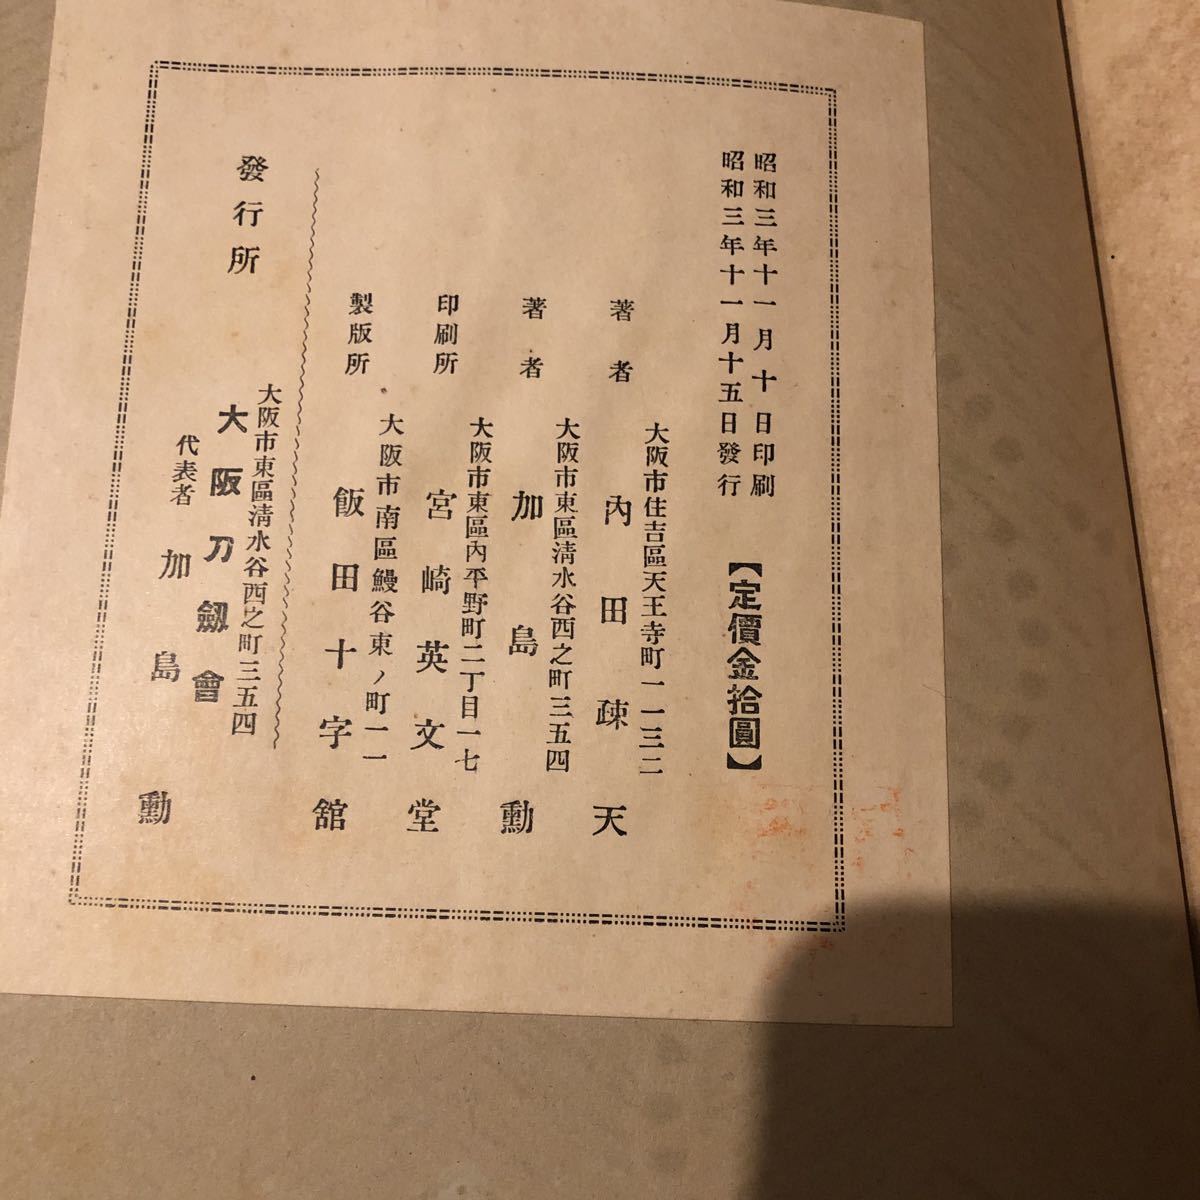 昭和三年十一月十日印刷
昭和三年十一月十五日發行
【定價金拾圓】
大阪市住吉區天王寺町一一三二
著者 內田疎天
大阪市東區清水谷西之町三五四
著者 加島勳
大阪市東區內平野町二丁目一七
印刷所 宮崎英文堂
大阪市南區鰻谷東ノ町一一
製版所 飯田十字舘
大阪市東區清水谷西之町三五四
發行所 大阪刀劔會
代表者 加島勳